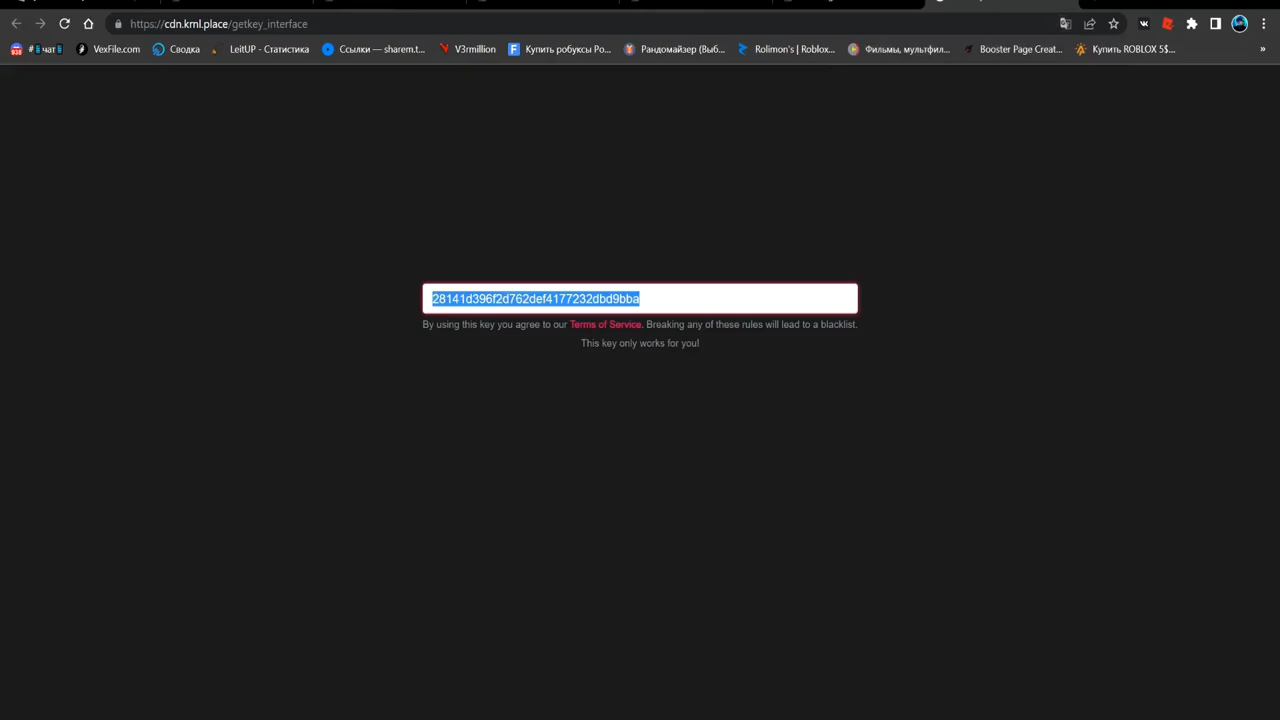 https://cdn.krnl.place/getkey_interface
#чат VexFile.com Сводка LeitUP - Статистика Ссылки — sharem.t... V3rmillion Купить робуксы Ро... Рандомайзер (Выб... Rolimon's | Roblox... Фильмы, мультфил... Booster Page Creat... Купить ROBLOX 5$... »
28141d396f2d762def4177232dbd9bba
By using this key you agree to our Terms of Service. Breaking any of these rules will lead to a blacklist.
This key only works for you!